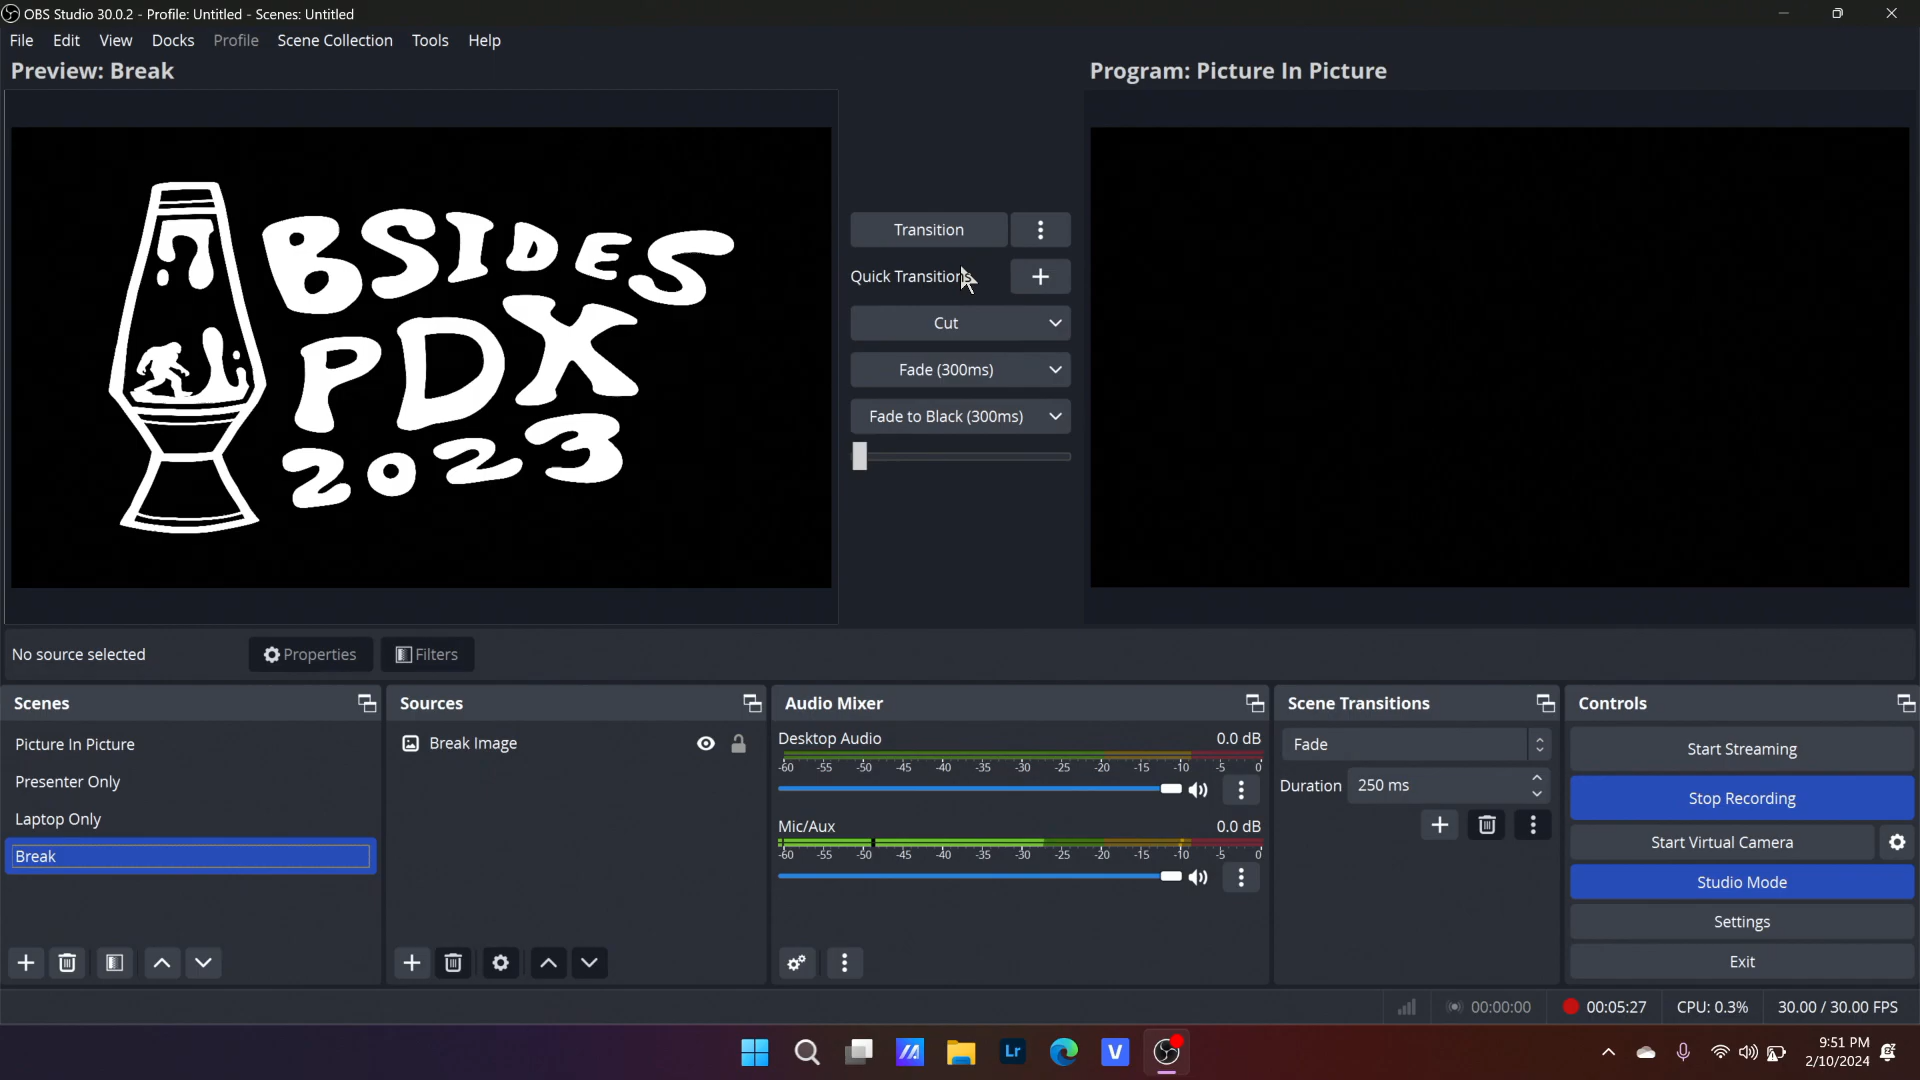 OBS Studio 30.0.2 - Profile: Untitled - Scenes: Untitled
File Edit View Docks Profile Scene Collection Tools Help
Preview: Break
Program: Picture In Picture
BSIDES
PDX
2023
Transition
Quick Transitions
Cut
Fade (300ms)
Fade to Black (300ms)
No source selected
Properties
Filters
Scenes
Picture In Picture
Presenter Only
Laptop Only
Break
Sources
Break Image
Audio Mixer
Desktop Audio 0.0 dB
-60 -55 -50 -45 -40 -35 -30 -25 -20 -15 -10 -5 0
Mic/Aux 0.0 dB
-60 -55 -50 -45 -40 -35 -30 -25 -20 -15 -10 -5 0
Scene Transitions
Fade
Duration 250 ms
Controls
Start Streaming
Stop Recording
Start Virtual Camera
Studio Mode
Settings
Exit
00:00:00 00:05:27 CPU: 0.3% 30.00 / 30.00 FPS
Lr
V
9:51 PM
2/10/2024